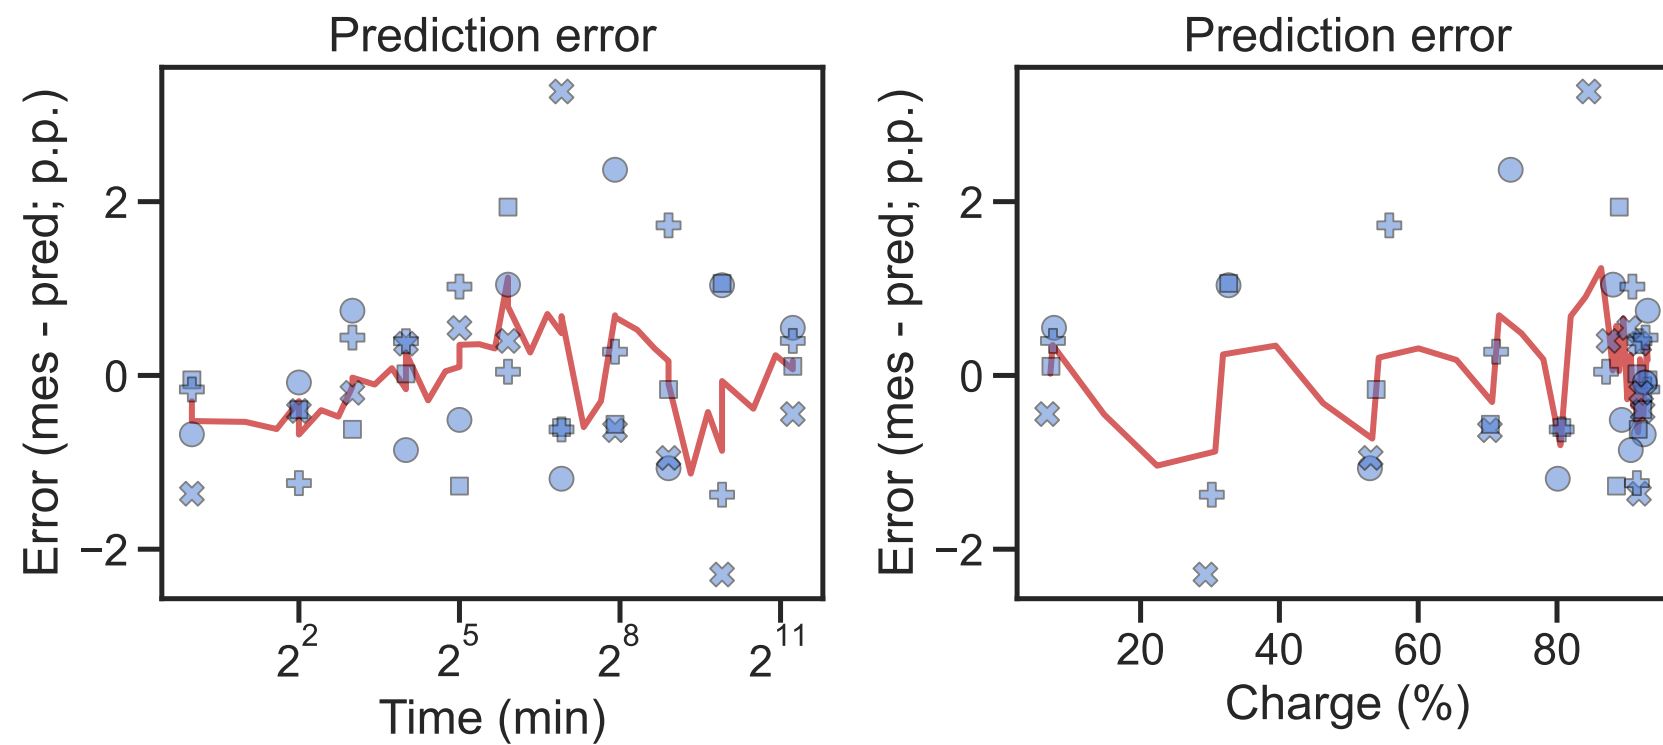 Prediction error
Error (mes - pred; p.p.)
2
0
−2
2^2
2^5
2^8
2^11
Time (min)
Prediction error
Error (mes - pred; p.p.)
2
0
−2
20
40
60
80
Charge (%)